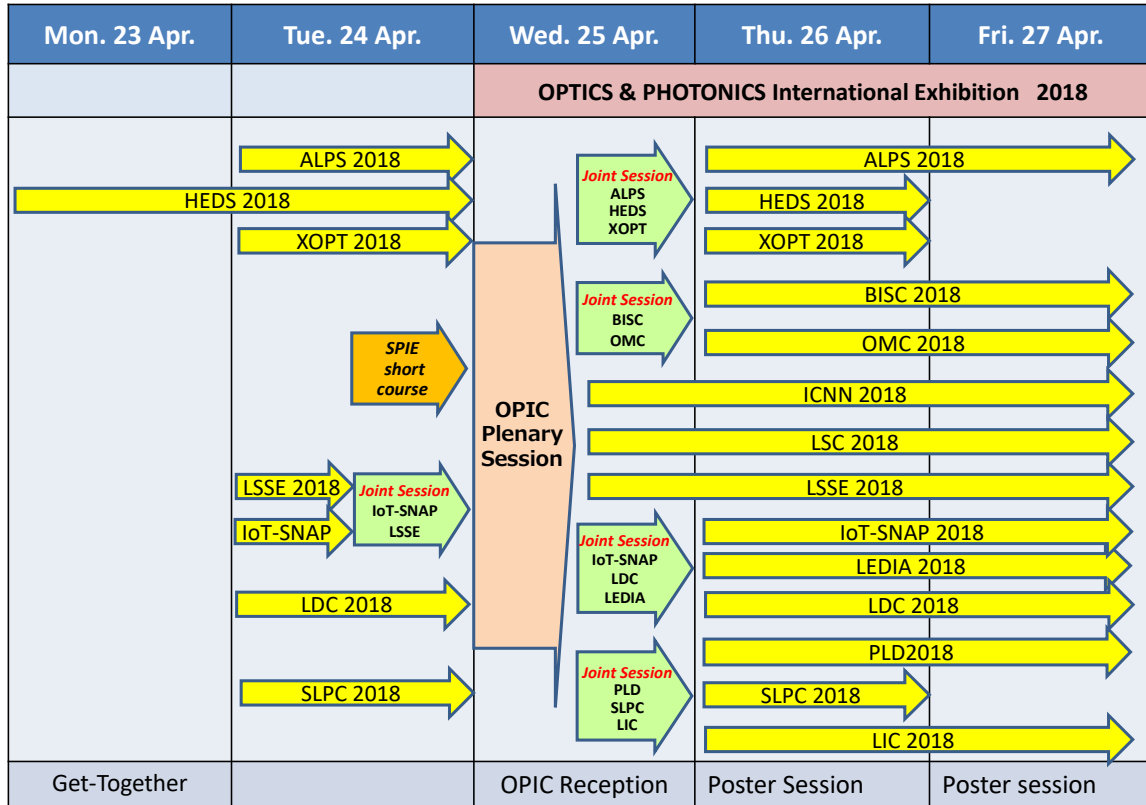 Mon. 23 Apr.
Tue. 24 Apr.
Wed. 25 Apr.
Thu. 26 Apr.
Fri. 27 Apr.
OPTICS & PHOTONICS International Exhibition 2018
ALPS 2018
HEDS 2018
XOPT 2018
Joint Session
ALPS
HEDS
XOPT
ALPS 2018
HEDS 2018
XOPT 2018
SPIE
short
course
OPIC
Plenary
Session
Joint Session
BISC
OMC
BISC 2018
OMC 2018
ICNN 2018
LSC 2018
LSSE 2018
LSSE 2018
IoT-SNAP
Joint Session
IoT-SNAP
LSSE
Joint Session
IoT-SNAP
LDC
LEDIA
IoT-SNAP 2018
LEDIA 2018
LDC 2018
LDC 2018
SLPC 2018
Joint Session
PLD
SLPC
LIC
PLD2018
SLPC 2018
LIC 2018
Get-Together
OPIC Reception
Poster Session
Poster session